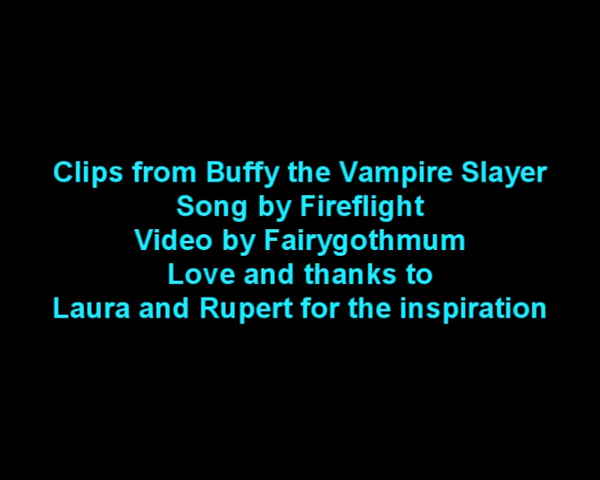 Clips from Buffy the Vampire Slayer
Song by Fireflight
Video by Fairygothmum
Love and thanks to
Laura and Rupert for the inspiration